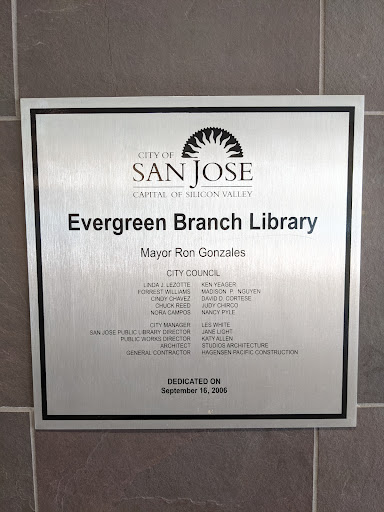 CITY OF
SAN JOSE
CAPITAL OF SILICON VALLEY
Evergreen Branch Library
Mayor Ron Gonzales
CITY COUNCIL
LINDA J. LEZOTTE KEN YEAGER
FORREST WILLIAMS MADISON P. NGUYEN
CINDY CHAVEZ DAVID D. CORTESE
CHUCK REED JUDY CHIRCO
NORA CAMPOS NANCY PYLE
CITY MANAGER LES WHITE
SAN JOSE PUBLIC LIBRARY DIRECTOR JANE LIGHT
PUBLIC WORKS DIRECTOR KATY ALLEN
ARCHITECT STUDIOS ARCHITECTURE
GENERAL CONTRACTOR HAGENSEN PACIFIC CONSTRUCTION
DEDICATED ON
September 16, 2006